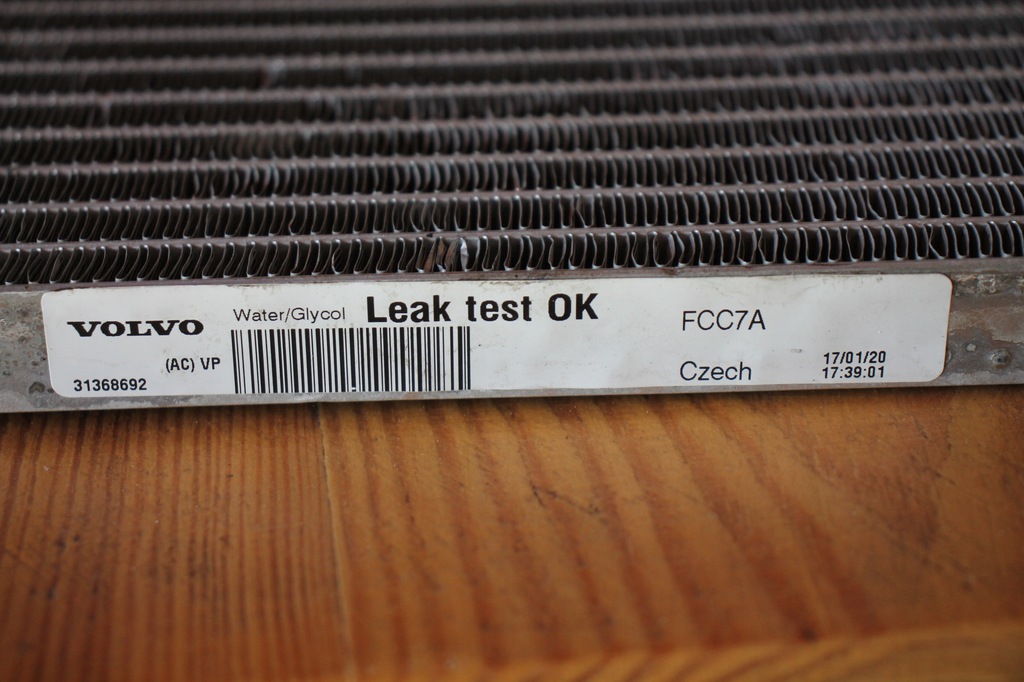 VOLVO
Water/Glycol Leak test OK
(AC) VP
31368692
FCC7A
Czech
17/01/20
17:39:01